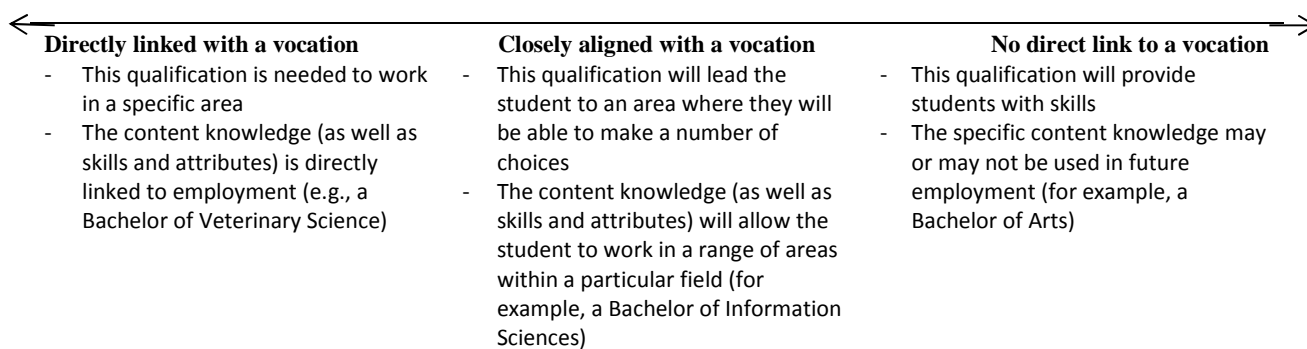 Directly linked with a vocation
- This qualification is needed to work
in a specific area
- The content knowledge (as well as
skills and attributes) is directly
linked to employment (e.g., a
Bachelor of Veterinary Science)
Closely aligned with a vocation
- This qualification will lead the
student to an area where they will
be able to make a number of
choices
- The content knowledge (as well as
skills and attributes) will allow the
student to work in a range of areas
within a particular field (for
example, a Bachelor of Information
Sciences)
No direct link to a vocation
- This qualification will provide
students with skills
- The specific content knowledge may
or may not be used in future
employment (for example, a
Bachelor of Arts)